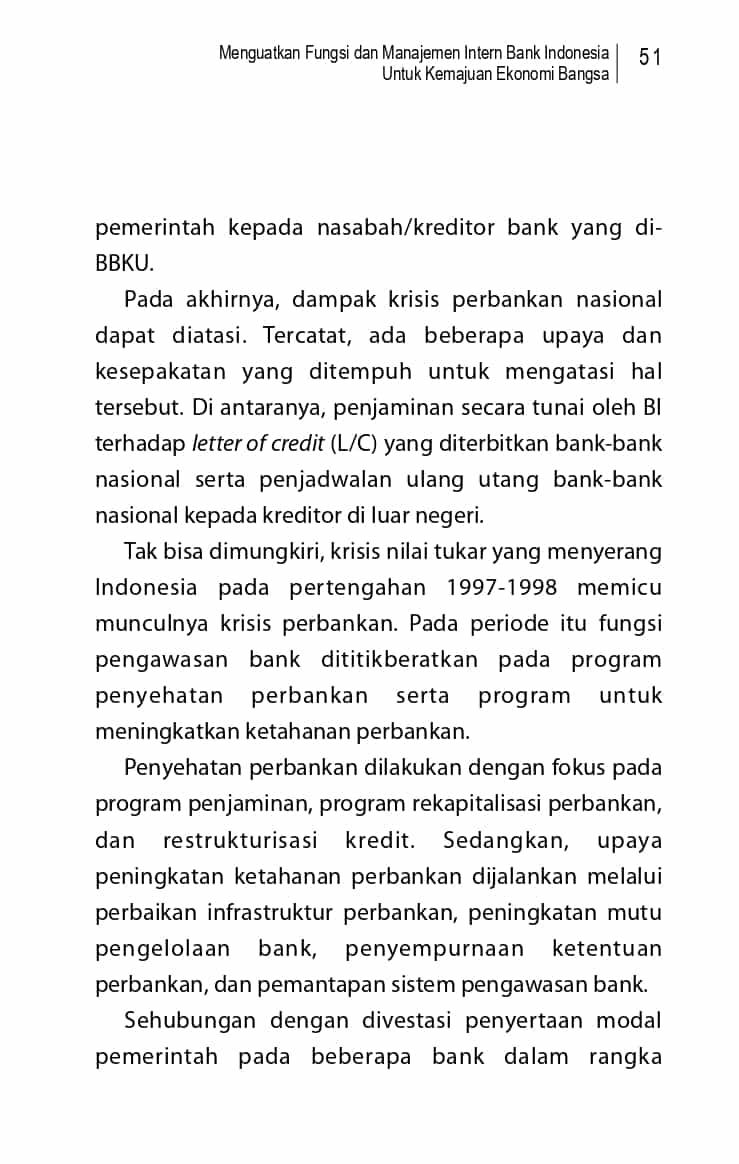 Menguatkan Fungsi dan Manajemen Intern Bank Indonesia
Untuk Kemajuan Ekonomi Bangsa
51
pemerintah kepada nasabah/kreditor bank yang di-
BBKU.
Pada akhirnya, dampak krisis perbankan nasional
dapat diatasi. Tercatat, ada beberapa upaya dan
kesepakatan yang ditempuh untuk mengatasi hal
tersebut. Di antaranya, penjaminan secara tunai oleh BI
terhadap letter of credit (L/C) yang diterbitkan bank-bank
nasional serta penjadwalan ulang utang bank-bank
nasional kepada kreditor di luar negeri.
Tak bisa dimungkiri, krisis nilai tukar yang menyerang
Indonesia pada pertengahan 1997-1998 memicu
munculnya krisis perbankan. Pada periode itu fungsi
pengawasan bank dititikberatkan pada program
penyehatan perbankan serta program untuk
meningkatkan ketahanan perbankan.
Penyehatan perbankan dilakukan dengan fokus pada
program penjaminan, program rekapitalisasi perbankan,
dan restrukturisasi kredit. Sedangkan, upaya
peningkatan ketahanan perbankan dijalankan melalui
perbaikan infrastruktur perbankan, peningkatan mutu
pengelolaan bank, penyempurnaan ketentuan
perbankan, dan pemantapan sistem pengawasan bank.
Sehubungan dengan divestasi penyertaan modal
pemerintah pada beberapa bank dalam rangka